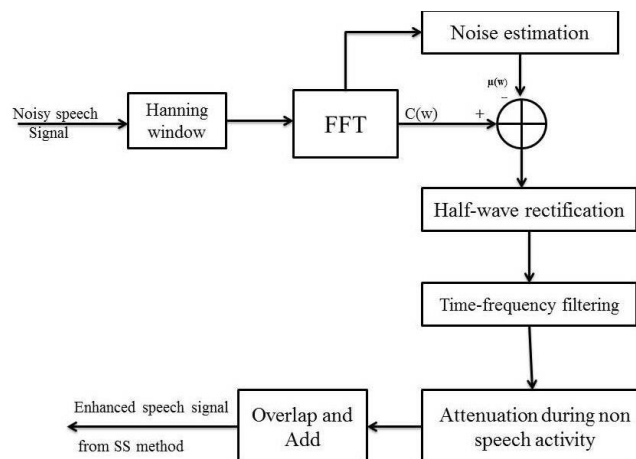 Noise estimation
μ(w)
−
Noisy speech
Signal
Hanning
window
FFT
C(w)
+
Half-wave rectification
Time-frequency filtering
Attenuation during non
speech activity
Overlap and
Add
Enhanced speech signal
from SS method